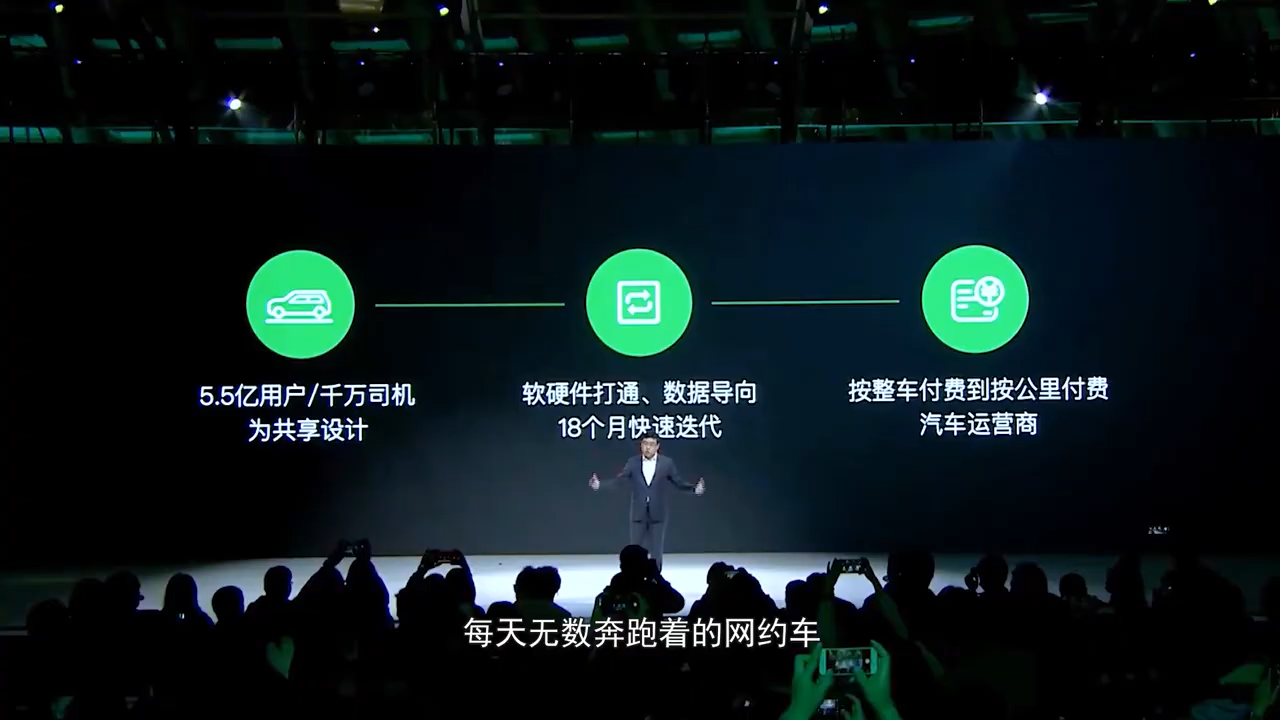 5.5亿用户/千万司机
为共享设计
软硬件打通、数据导向
18个月快速迭代
按整车付费到按公里付费
汽车运营商
每天无数奔跑着的网约车